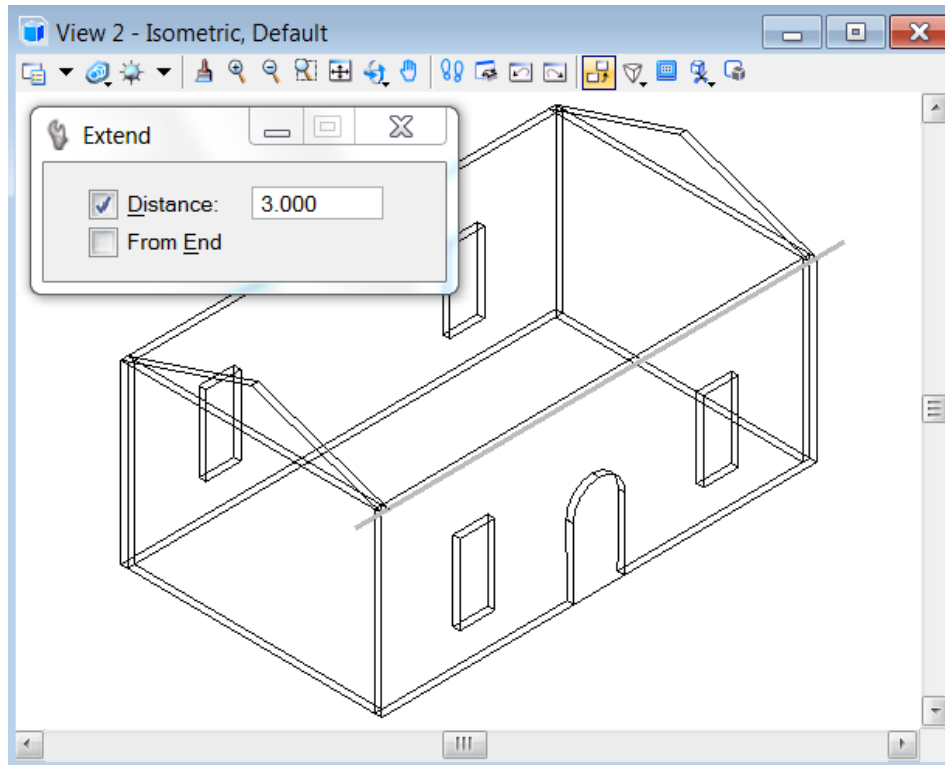 View 2 - Isometric, Default
Extend
Distance: 3.000
From End